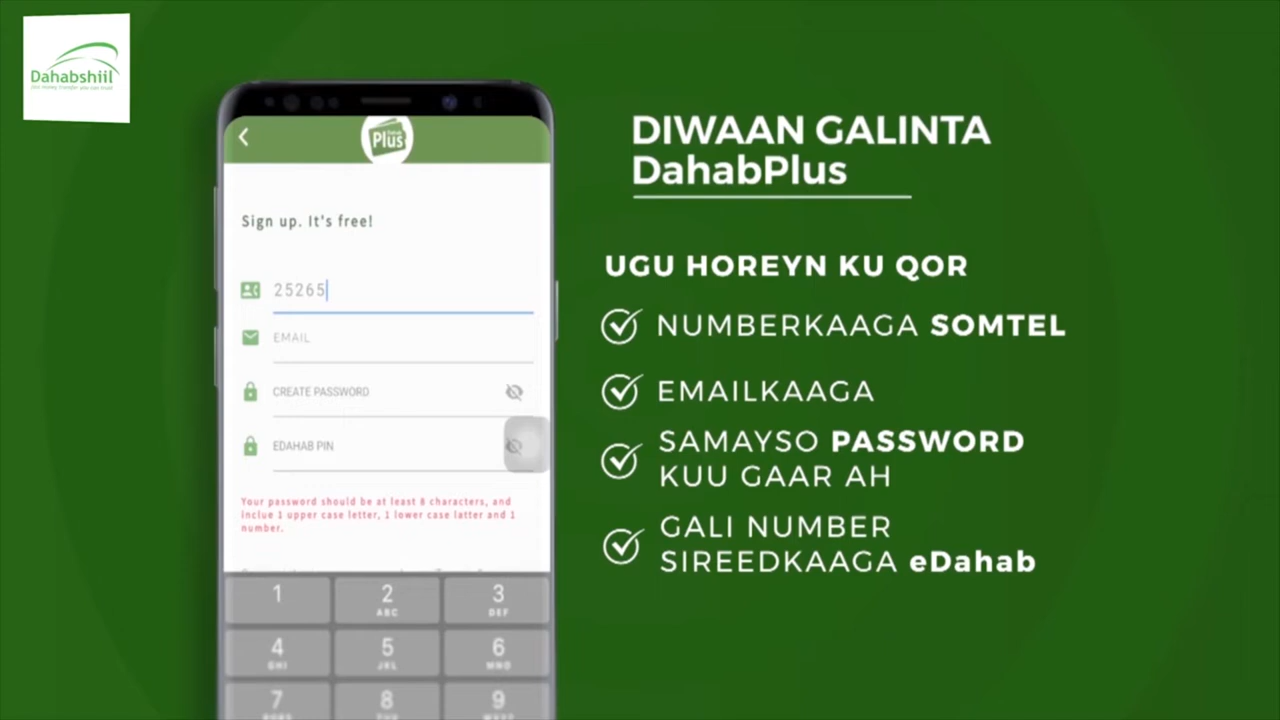 Dahabshiil
DIWAAN GALINTA
DahabPlus
UGU HOREYN KU QOR
NUMBERKAAGA SOMTEL
EMAILKAAGA
SAMAYSO PASSWORD
KUU GAAR AH
GALI NUMBER
SIREEDKAAGA eDahab
Plus
Sign up. It's free!
25265
EMAIL
CREATE PASSWORD
EDAHAB PIN
Your password should be at least 8 characters, and
inclue 1 upper case letter, 1 lower case latter and 1
number.
1 2 3
ABC DEF
4 5 6
GHI JKL MNO
7 8 9